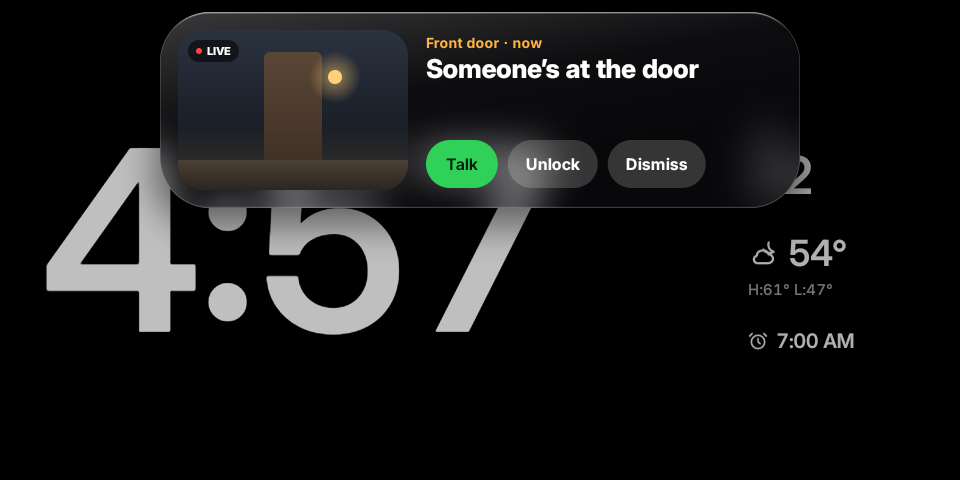 LIVE
Front door · now
Someone's at the door
Talk
Unlock
Dismiss
4:57
54°
H:61° L:47°
7:00 AM